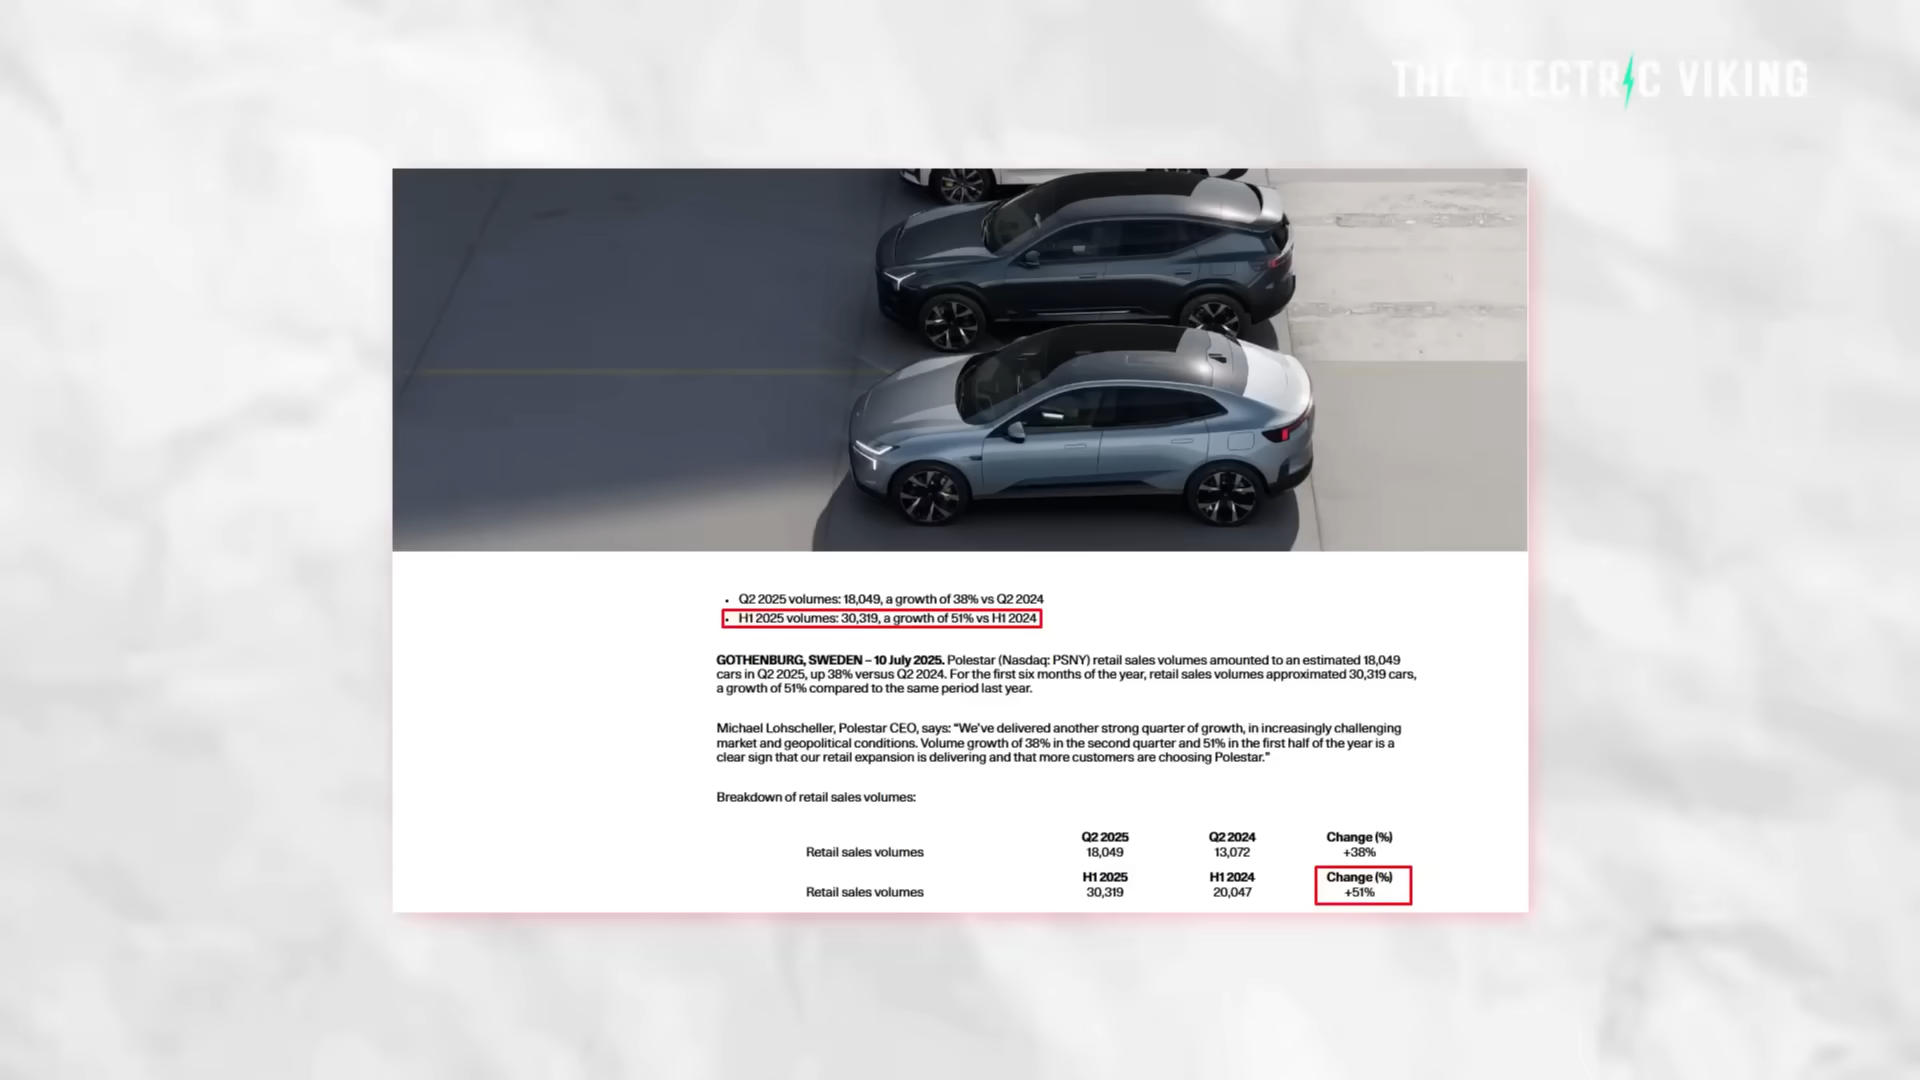 THE ELECTRIC VIKING
• Q2 2025 volumes: 18,049, a growth of 38% vs Q2 2024
• H1 2025 volumes: 30,319, a growth of 51% vs H1 2024
GOTHENBURG, SWEDEN – 10 July 2025. Polestar (Nasdaq: PSNY) retail sales volumes amounted to an estimated 18,049
cars in Q2 2025, up 38% versus Q2 2024. For the first six months of the year, retail sales volumes approximated 30,319 cars,
a growth of 51% compared to the same period last year.
Michael Lohscheller, Polestar CEO, says: “We’ve delivered another strong quarter of growth, in increasingly challenging
market and geopolitical conditions. Volume growth of 38% in the second quarter and 51% in the first half of the year is a
clear sign that our retail expansion is delivering and that more customers are choosing Polestar.”
Breakdown of retail sales volumes:
Q2 2025 Q2 2024 Change (%)
Retail sales volumes 18,049 13,072 +38%
H1 2025 H1 2024 Change (%)
Retail sales volumes 30,319 20,047 +51%